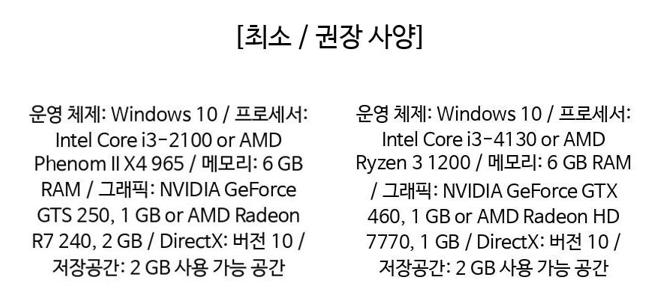 [최소 / 권장 사양]
운영 체제: Windows 10 / 프로세서:
Intel Core i3-2100 or AMD
Phenom II X4 965 / 메모리: 6 GB
RAM / 그래픽: NVIDIA GeForce
GTS 250, 1 GB or AMD Radeon
R7 240, 2 GB / DirectX: 버전 10 /
저장공간: 2 GB 사용 가능 공간
운영 체제: Windows 10 / 프로세서:
Intel Core i3-4130 or AMD
Ryzen 3 1200 / 메모리: 6 GB RAM
/ 그래픽: NVIDIA GeForce GTX
460, 1 GB or AMD Radeon HD
7770, 1 GB / DirectX: 버전 10 /
저장공간: 2 GB 사용 가능 공간